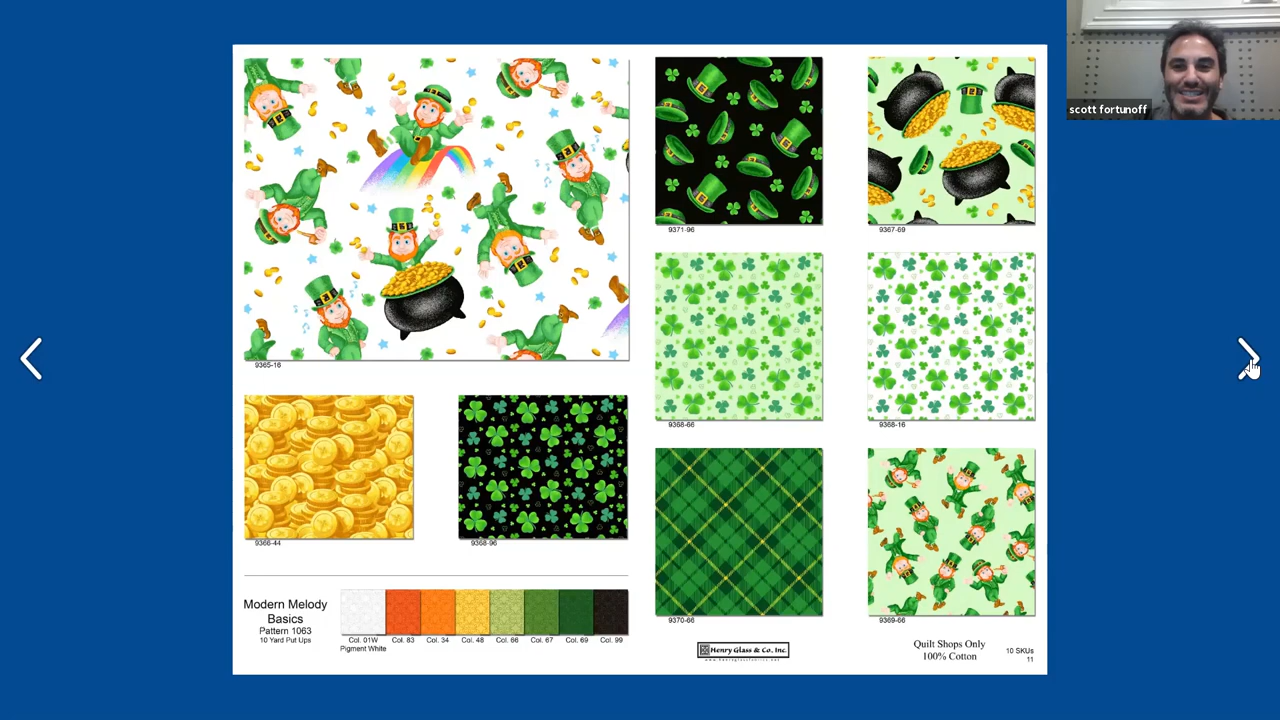 scott fortunoff
9365-16
9371-96
9367-69
9368-66
9368-16
9366-44
9368-96
9370-66
9369-66
Modern Melody
Basics
Pattern 1063
10 Yard Put Ups
Col. 01W
Pigment White
Col. 83
Col. 34
Col. 48
Col. 66
Col. 67
Col. 69
Col. 99
Henry Glass & Co., Inc.
www.henryglassfabrics.net
Quilt Shops Only
100% Cotton
10 SKUs
11